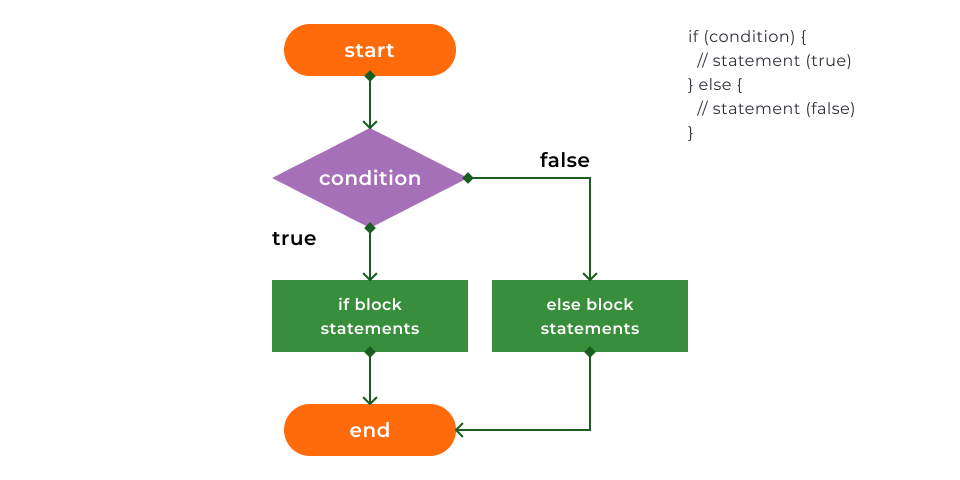 start
if (condition) {
// statement (true)
} else {
// statement (false)
}
condition
false
true
if block
statements
else block
statements
end